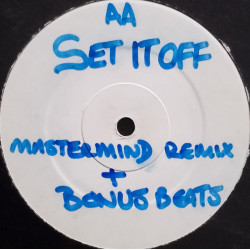 AA
SET IT OFF
MASTERMIND REMIX
+
BONUS BEATS